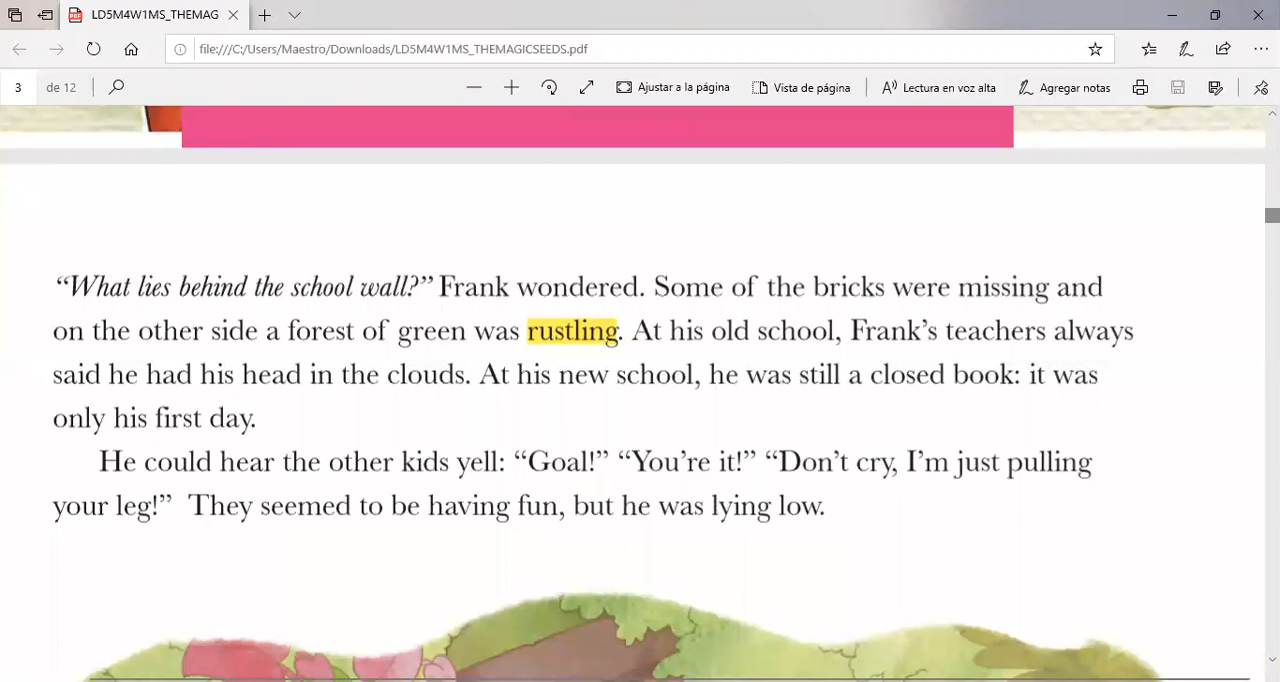 LD5M4W1MS_THEMAG
file:///C:/Users/Maestro/Downloads/LD5M4W1MS_THEMAGICSEEDS.pdf
3 de 12 Ajustar a la página Vista de página Lectura en voz alta Agregar notas
“What lies behind the school wall?” Frank wondered. Some of the bricks were missing and
on the other side a forest of green was rustling. At his old school, Frank’s teachers always
said he had his head in the clouds. At his new school, he was still a closed book: it was
only his first day.
He could hear the other kids yell: “Goal!” “You’re it!” “Don’t cry, I’m just pulling
your leg!” They seemed to be having fun, but he was lying low.